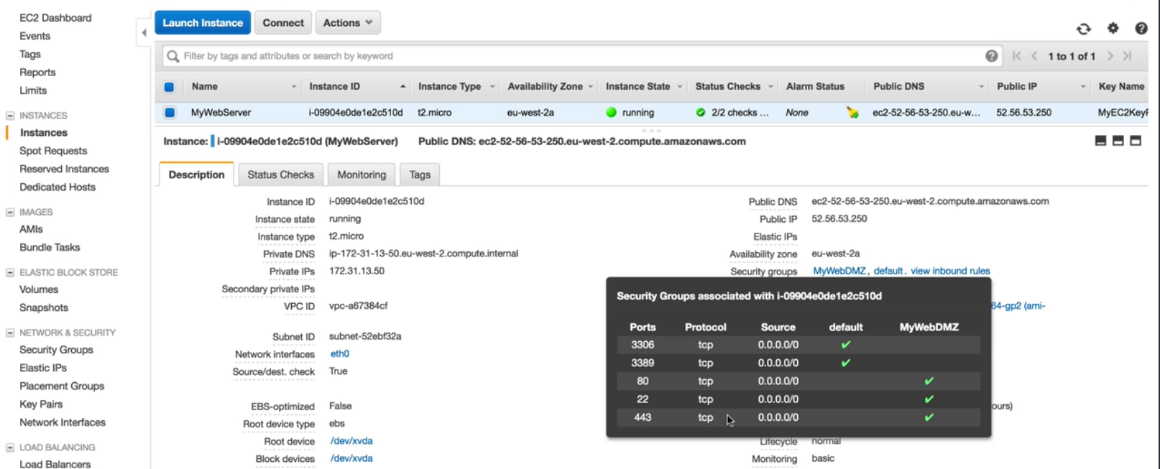 EC2 Dashboard
Events
Tags
Reports
Limits
INSTANCES
Instances
Spot Requests
Reserved Instances
Dedicated Hosts
IMAGES
AMIs
Bundle Tasks
ELASTIC BLOCK STORE
Volumes
Snapshots
NETWORK & SECURITY
Security Groups
Elastic IPs
Placement Groups
Key Pairs
Network Interfaces
LOAD BALANCING
Load Balancers
Launch Instance Connect Actions
Filter by tags and attributes or search by keyword 1 to 1 of 1
Name Instance ID Instance Type Availability Zone Instance State Status Checks Alarm Status Public DNS Public IP Key Name
MyWebServer i-09904e0de1e2c510d t2.micro eu-west-2a running 2/2 checks ... None ec2-52-56-53-250.eu-w... 52.56.53.250 MyEC2KeyF
Instance: i-09904e0de1e2c510d (MyWebServer) Public DNS: ec2-52-56-53-250.eu-west-2.compute.amazonaws.com
Description Status Checks Monitoring Tags
Instance ID i-09904e0de1e2c510d
Instance state running
Instance type t2.micro
Private DNS ip-172-31-13-50.eu-west-2.compute.internal
Private IPs 172.31.13.50
Secondary private IPs
VPC ID vpc-a67384cf
Subnet ID subnet-52ebf32a
Network interfaces eth0
Source/dest. check True
EBS-optimized False
Root device type ebs
Root device /dev/xvda
Block devices /dev/xvda
Public DNS ec2-52-56-53-250.eu-west-2.compute.amazonaws.com
Public IP 52.56.53.250
Elastic IPs
Availability zone eu-west-2a
Security groups MyWebDMZ , default . view inbound rules
64-gp2 (ami-
Security Groups associated with i-09904e0de1e2c510d
Ports Protocol Source default MyWebDMZ
3306 tcp 0.0.0.0/0 ✔
3389 tcp 0.0.0.0/0 ✔
80 tcp 0.0.0.0/0 ✔
22 tcp 0.0.0.0/0 ✔
443 tcp 0.0.0.0/0 ✔
ours)
Lifecycle normal
Monitoring basic